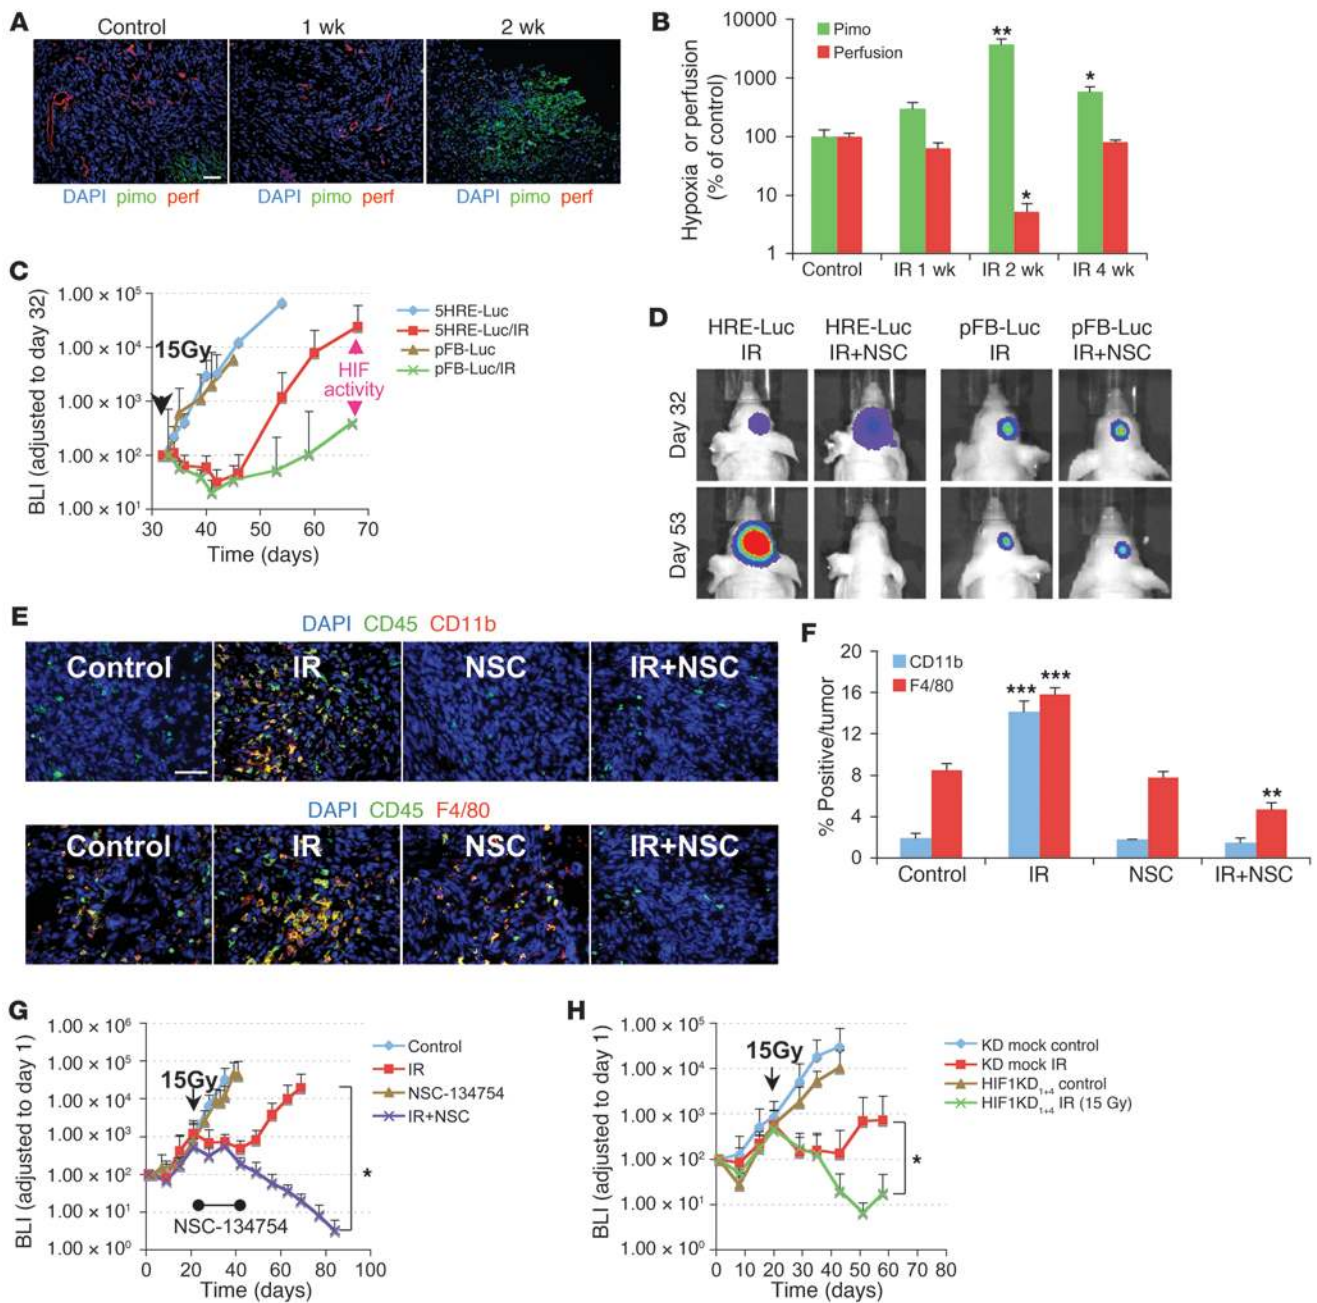 A
Control
1 wk
2 wk
DAPI pimo perf
DAPI pimo perf
DAPI pimo perf
B
Hypoxia or perfusion
(% of control)
10000
1000
100
10
1
Pimo
Perfusion
**
*
*
Control
IR 1 wk
IR 2 wk
IR 4 wk
C
BLI (adjusted to day 32)
1.00 × 10⁵
1.00 × 10⁴
1.00 × 10³
1.00 × 10²
1.00 × 10¹
15Gy
HIF
activity
30 40 50 60 70
Time (days)
5HRE-Luc
5HRE-Luc/IR
pFB-Luc
pFB-Luc/IR
D
HRE-Luc
IR
HRE-Luc
IR+NSC
pFB-Luc
IR
pFB-Luc
IR+NSC
Day 32
Day 53
E
DAPI CD45 CD11b
Control
IR
NSC
IR+NSC
DAPI CD45 F4/80
Control
IR
NSC
IR+NSC
F
% Positive/tumor
20
16
12
8
4
0
CD11b
F4/80
***
***
**
Control
IR
NSC
IR+NSC
G
BLI (adjusted to day 1)
1.00 × 10⁶
1.00 × 10⁵
1.00 × 10⁴
1.00 × 10³
1.00 × 10²
1.00 × 10¹
1.00 × 10⁰
15Gy
NSC-134754
*
0 20 40 60 80 100
Time (days)
Control
IR
NSC-134754
IR+NSC
H
BLI (adjusted to day 1)
1.00 × 10⁵
1.00 × 10⁴
1.00 × 10³
1.00 × 10²
1.00 × 10¹
1.00 × 10⁰
15Gy
*
0 10 20 30 40 50 60 70 80
Time (days)
KD mock control
KD mock IR
HIF1KD₁₊₄ control
HIF1KD₁₊₄ IR (15 Gy)